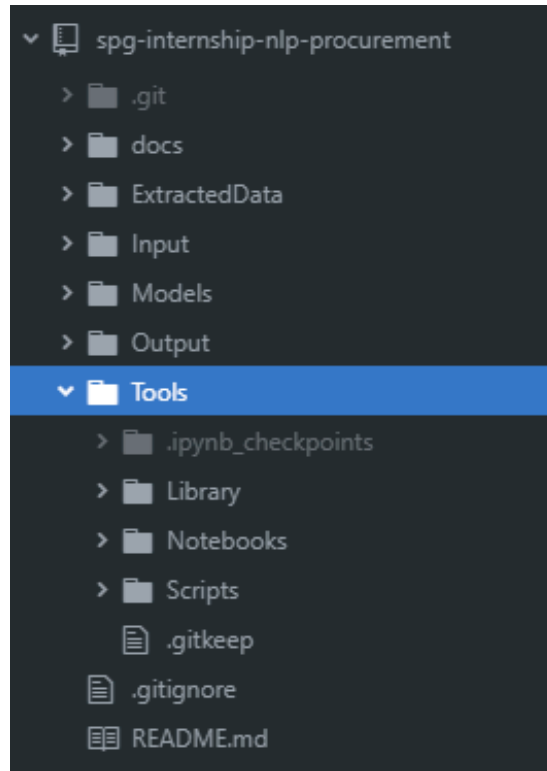 spg-internship-nlp-procurement
.git
docs
ExtractedData
Input
Models
Output
Tools
.ipynb_checkpoints
Library
Notebooks
Scripts
.gitkeep
.gitignore
README.md